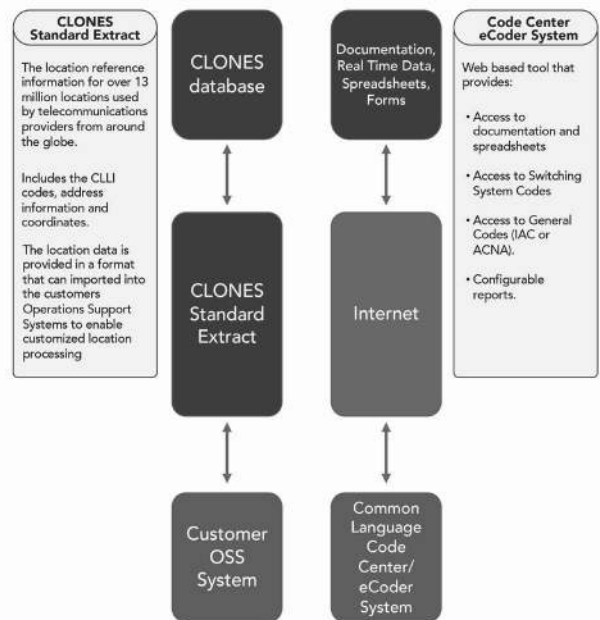 CLONES
Standard Extract
The location reference
information for over 13
million locations used
by telecommunications
providers from around
the globe.
Includes the CLLI
codes, address
information and
coordinates.
The location data is
provided in a format
that can imported into
the customers
Operations Support
Systems to enable
customized location
processing
CLONES
database
CLONES
Standard
Extract
Customer
OSS
System
Documentation,
Real Time Data,
Spreadsheets,
Forms
Internet
Common
Language
Code
Center/
eCoder
System
Code Center
eCoder System
Web based tool that
provides:
• Access to
documentation and
spreadsheets
• Access to Switching
System Codes
• Access to General
Codes (IAC or
ACNA).
• Configurable
reports.